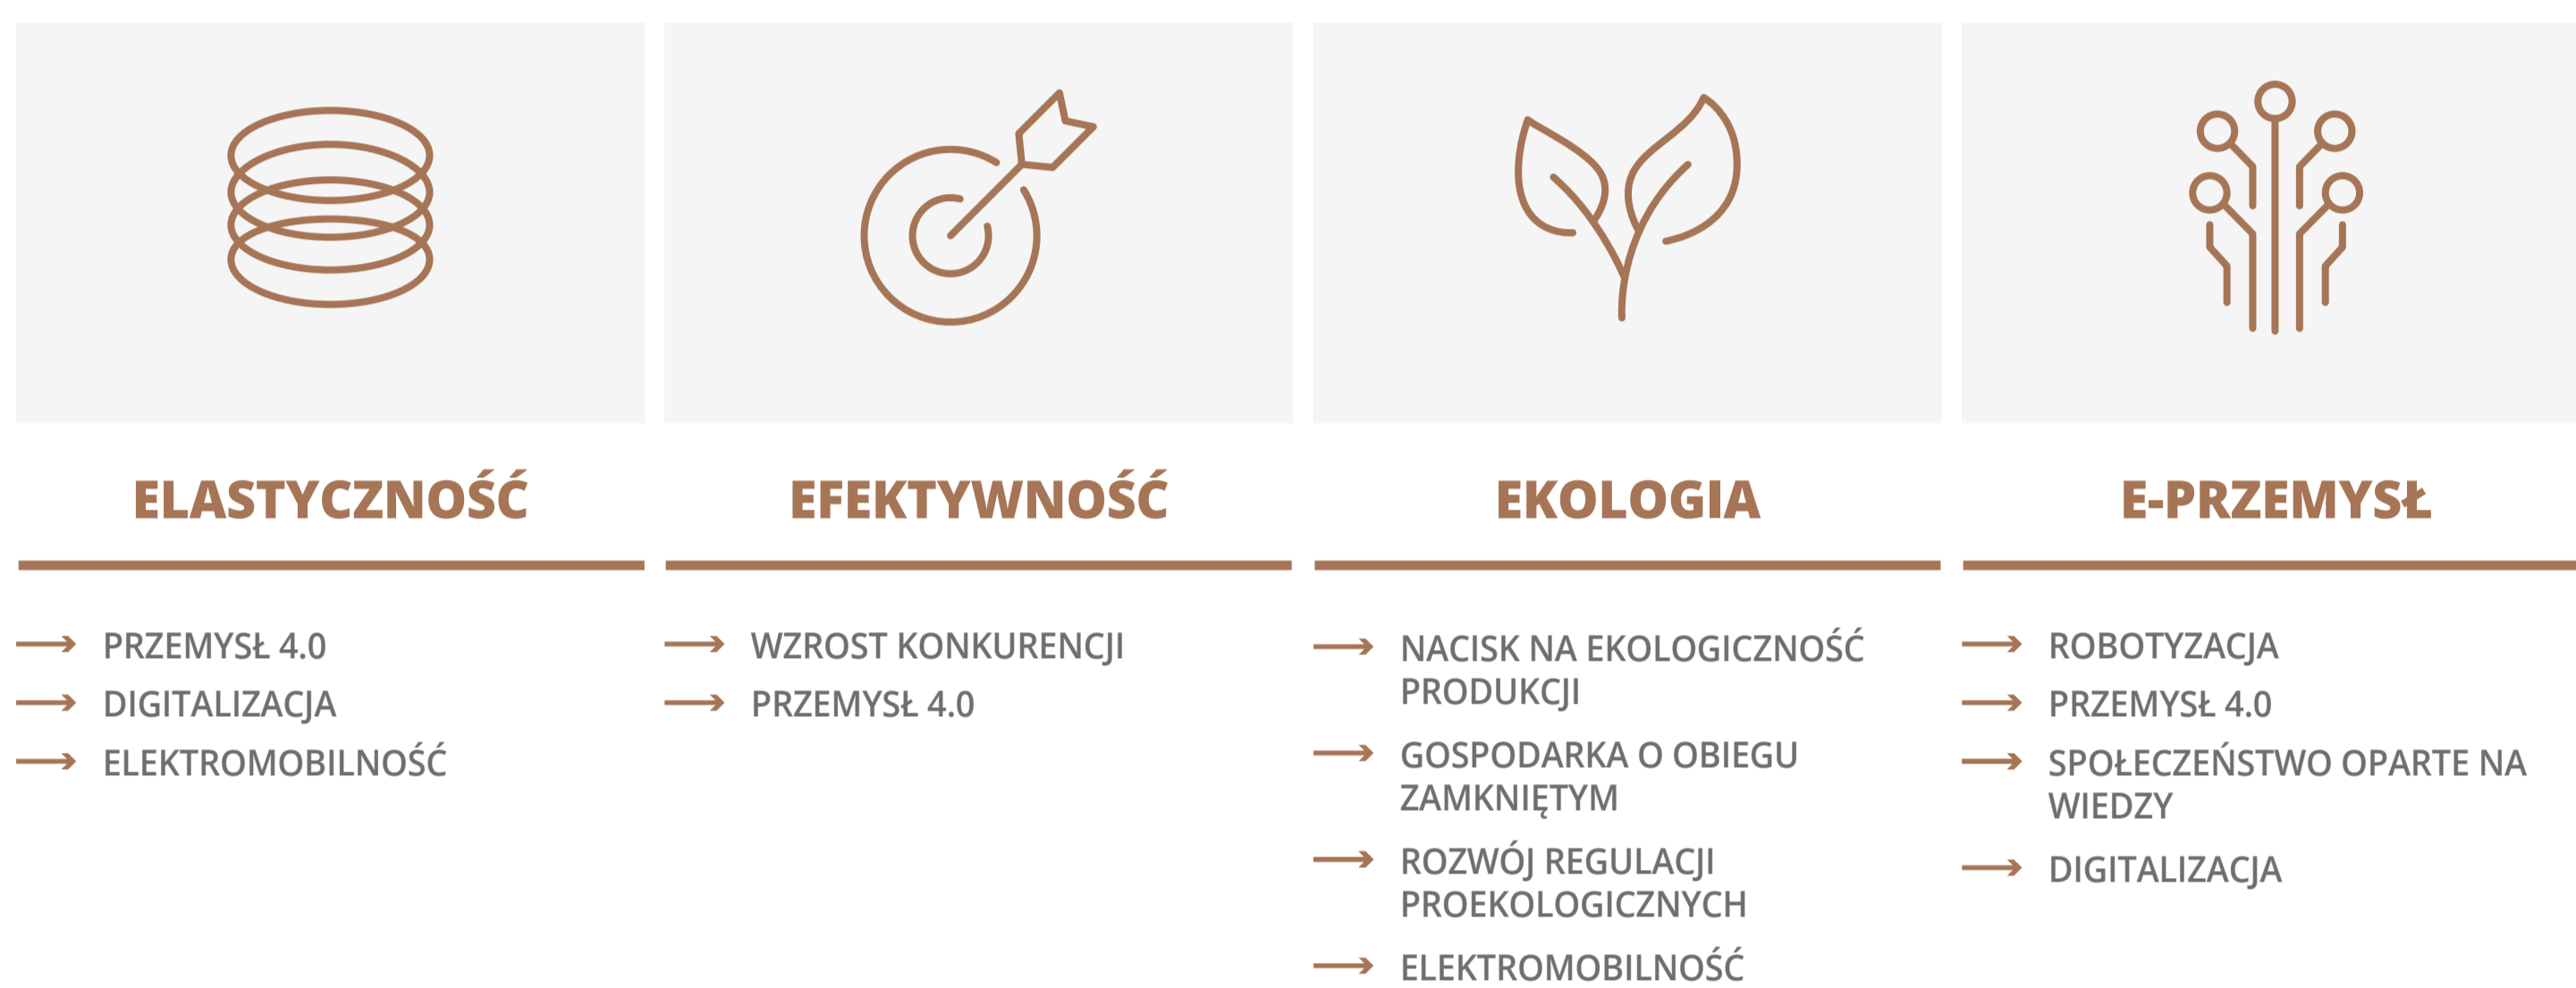 ELASTYCZNOŚĆ
PRZEMYSŁ 4.0
DIGITALIZACJA
ELEKTROMOBILNOŚĆ
EFEKTYWNOŚĆ
WZROST KONKURENCJI
PRZEMYSŁ 4.0
EKOLOGIA
NACISK NA EKOLOGICZNOŚĆ
PRODUKCJI
GOSPODARKA O OBIEGU
ZAMKNIĘTYM
ROZWÓJ REGULACJI
PROEKOLOGICZNYCH
ELEKTROMOBILNOŚĆ
E-PRZEMYSŁ
ROBOTYZACJA
PRZEMYSŁ 4.0
SPOŁECZEŃSTWO OPARTE NA
WIEDZY
DIGITALIZACJA